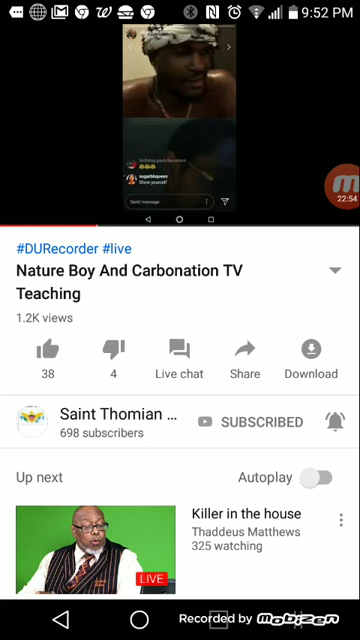 9:52 PM
sugarbbqueen
Show yourself
Send message
22:54
#DURecorder #live
Nature Boy And Carbonation TV
Teaching
1.2K views
38
4
Live chat
Share
Download
Saint Thomian ...
SUBSCRIBED
698 subscribers
Up next
Autoplay
Killer in the house
Thaddeus Matthews
325 watching
LIVE
Recorded by Mobizen